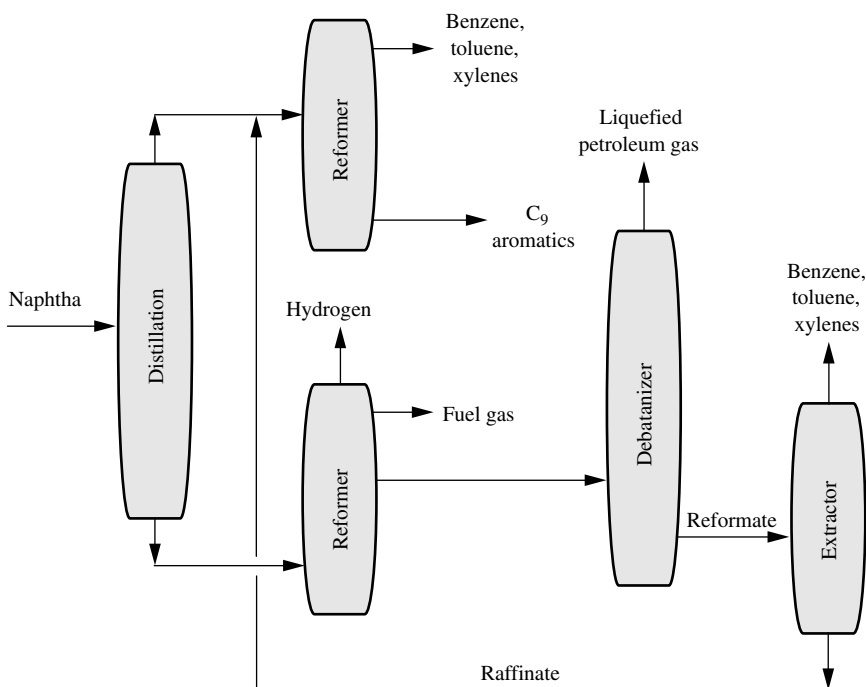 Benzene,
toluene,
xylenes
Reformer
C₉
aromatics
Liquefied
petroleum gas
Naphtha
Distillation
Hydrogen
Fuel gas
Reformer
Debatanizer
Benzene,
toluene,
xylenes
Reformate
Extractor
Raffinate